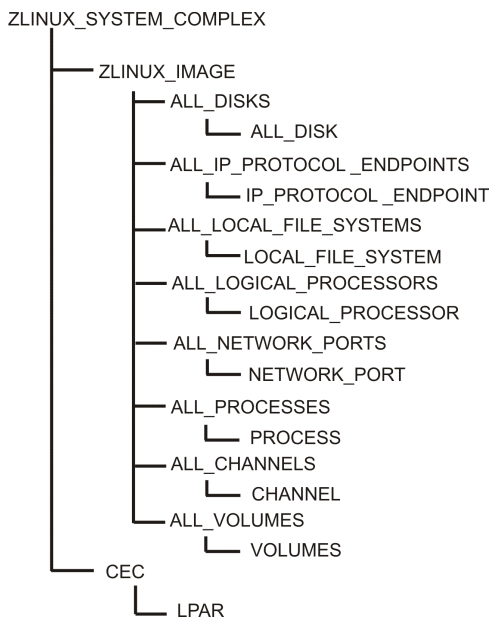 ZLINUX_SYSTEM_COMPLEX
ZLINUX_IMAGE
ALL_DISKS
ALL_DISK
ALL_IP_PROTOCOL _ENDPOINTS
IP_PROTOCOL _ENDPOINT
ALL_LOCAL_FILE_SYSTEMS
LOCAL_FILE_SYSTEM
ALL_LOGICAL_PROCESSORS
LOGICAL_PROCESSOR
ALL_NETWORK_PORTS
NETWORK_PORT
ALL_PROCESSES
PROCESS
ALL_CHANNELS
CHANNEL
ALL_VOLUMES
VOLUMES
CEC
LPAR